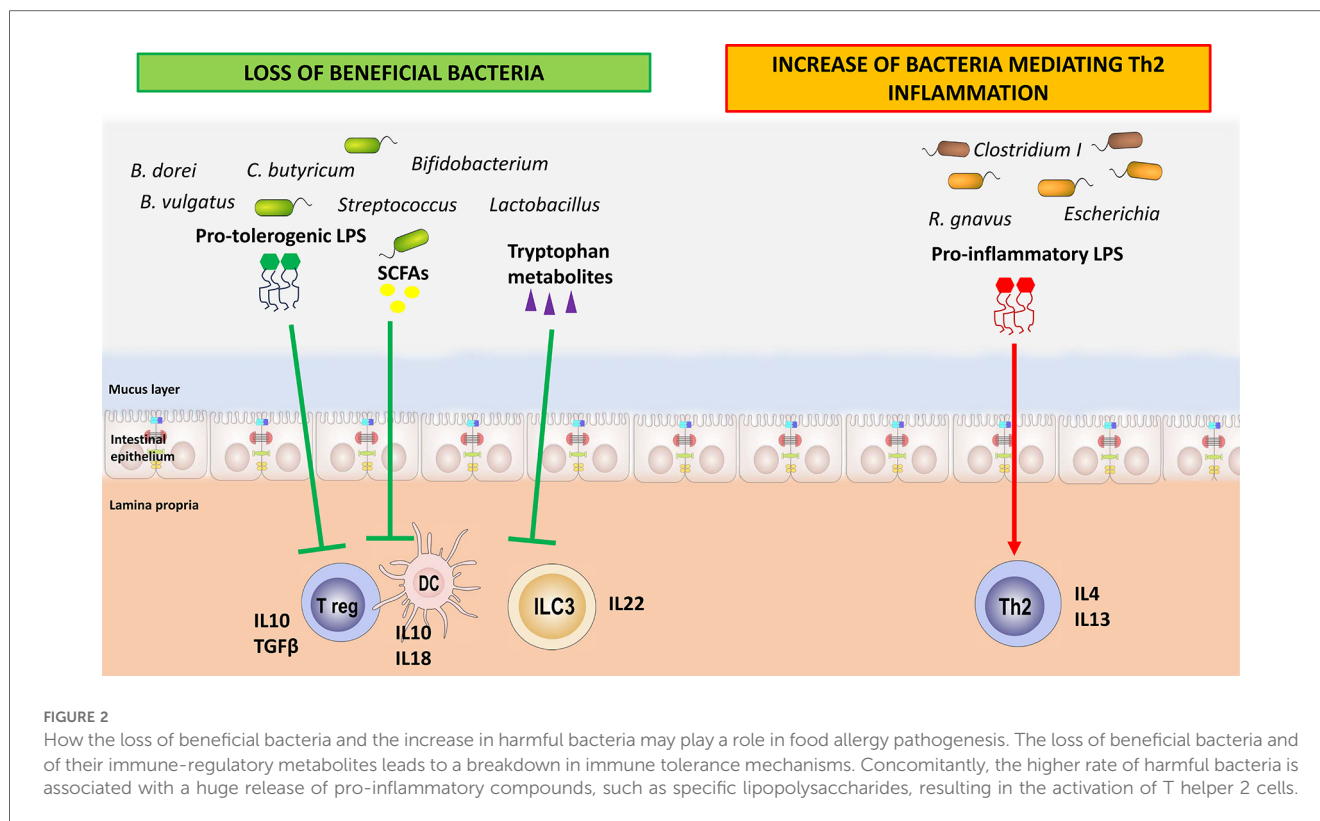 LOSS OF BENEFICIAL BACTERIA
INCREASE OF BACTERIA MEDIATING Th2
INFLAMMATION
B. dorei
C. butyricum
Bifidobacterium
B. vulgatus
Streptococcus
Lactobacillus
Pro-tolerogenic LPS
SCFAs
Tryptophan
metabolites
Clostridium I
R. gnavus
Escherichia
Pro-inflammatory LPS
Mucus layer
Intestinal
epithelium
Lamina propria
T reg
IL10
TGFβ
DC
IL10
IL18
ILC3
IL22
Th2
IL4
IL13
FIGURE 2
How the loss of beneficial bacteria and the increase in harmful bacteria may play a role in food allergy pathogenesis. The loss of beneficial bacteria and
of their immune-regulatory metabolites leads to a breakdown in immune tolerance mechanisms. Concomitantly, the higher rate of harmful bacteria is
associated with a huge release of pro-inflammatory compounds, such as specific lipopolysaccharides, resulting in the activation of T helper 2 cells.